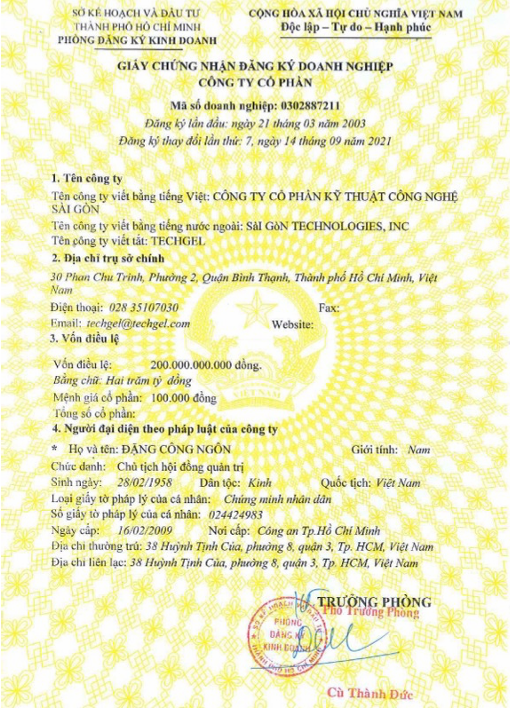 SỞ KẾ HOẠCH VÀ ĐẦU TƯ
THÀNH PHỐ HỒ CHÍ MINH
PHÒNG ĐĂNG KÝ KINH DOANH
CỘNG HÒA XÃ HỘI CHỦ NGHĨA VIỆT NAM
Độc lập – Tự do – Hạnh phúc
GIẤY CHỨNG NHẬN ĐĂNG KÝ DOANH NGHIỆP
CÔNG TY CỔ PHẦN
Mã số doanh nghiệp: 0302887211
Đăng ký lần đầu: ngày 21 tháng 03 năm 2003
Đăng ký thay đổi lần thứ: 7, ngày 14 tháng 09 năm 2021
1. Tên công ty
Tên công ty viết bằng tiếng Việt: CÔNG TY CỔ PHẦN KỸ THUẬT CÔNG NGHỆ
SÀI GÒN
Tên công ty viết bằng tiếng nước ngoài: SàI GòN TECHNOLOGIES, INC
Tên công ty viết tắt: TECHGEL
2. Địa chỉ trụ sở chính
30 Phan Chu Trinh, Phường 2, Quận Bình Thạnh, Thành phố Hồ Chí Minh, Việt
Nam
Điện thoại: 028 35107030 Fax:
Email: techgel@techgel.com Website:
3. Vốn điều lệ
Vốn điều lệ: 200.000.000.000 đồng.
Bằng chữ: Hai trăm tỷ đồng
Mệnh giá cổ phần: 100.000 đồng
Tổng số cổ phần:
4. Người đại diện theo pháp luật của công ty
* Họ và tên: ĐẶNG CÔNG NGÔN Giới tính: Nam
Chức danh: Chủ tịch hội đồng quản trị
Sinh ngày: 28/02/1958 Dân tộc: Kinh Quốc tịch: Việt Nam
Loại giấy tờ pháp lý của cá nhân: Chứng minh nhân dân
Số giấy tờ pháp lý của cá nhân: 024424983
Ngày cấp: 16/02/2009 Nơi cấp: Công an Tp.Hồ Chí Minh
Địa chỉ thường trú: 38 Huỳnh Tịnh Của, phường 8, quận 3, Tp. HCM, Việt Nam
Địa chỉ liên lạc: 38 Huỳnh Tịnh Của, phường 8, quận 3, Tp. HCM, Việt Nam
TRƯỞNG PHÒNG
Phó Trưởng Phòng
PHÒNG
ĐĂNG KÝ
KINH DOANH
Cù Thành Đức
VIỆT NAM